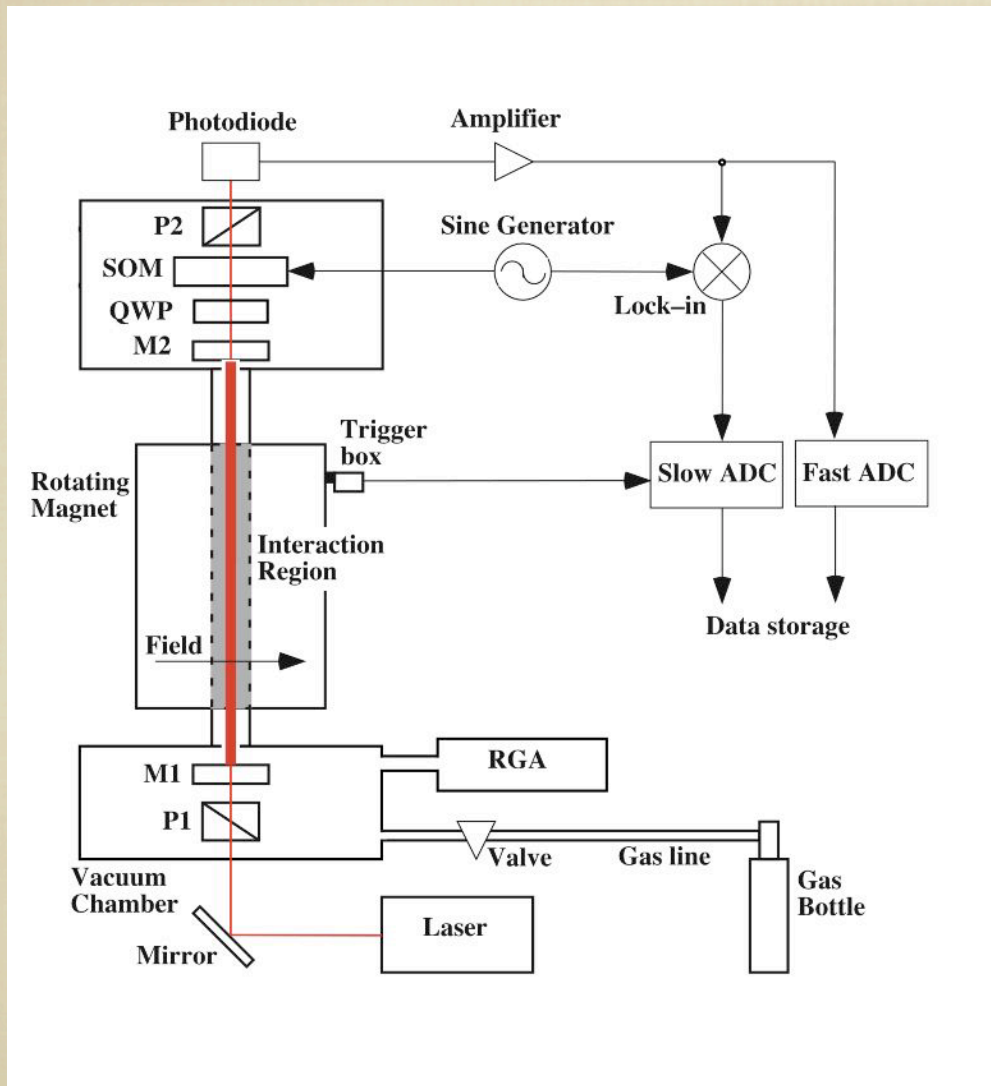 Photodiode
Amplifier
P2
Sine Generator
SOM
QWP
Lock–in
M2
Trigger
box
Rotating
Magnet
Slow ADC
Fast ADC
Interaction
Region
Data storage
Field
M1
RGA
P1
Valve
Gas line
Vacuum
Chamber
Gas
Bottle
Laser
Mirror